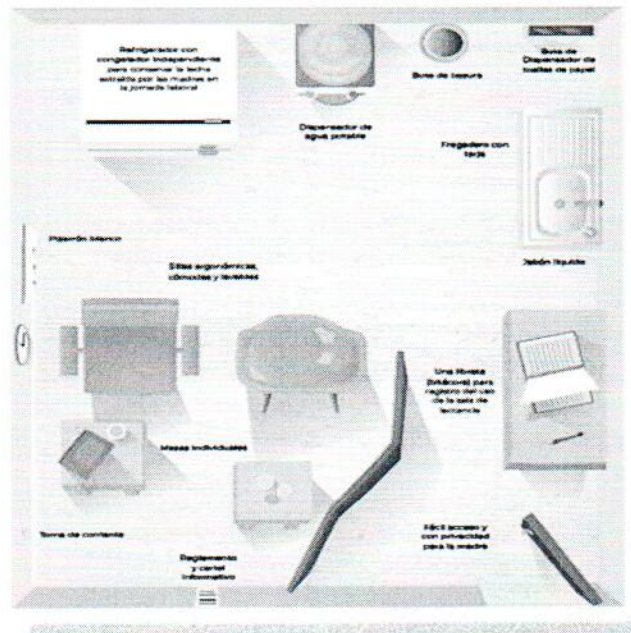 Refrigerador con
congelador independiente
para conservar la leche
extraída por las madres en
la jornada laboral
Dispensador de
agua potable
Bote de basura
Bote de
Dispensador de
toallas de papel
Fregadero con
tarja
Jabón líquido
Pizarrón blanco
Sillas ergonómicas,
cómodas y lavables
Una libreta
(bitácora) para
registro del uso
de la sala de
lactancia
Mesas individuales
Toma de corriente
Reglamento
y cartel
informativo
Fácil acceso y
con privacidad
para la madre